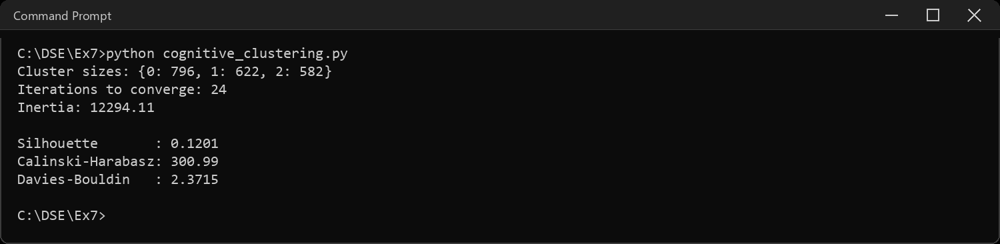 Command Prompt
C:\DSE\Ex7>python cognitive_clustering.py
Cluster sizes: {0: 796, 1: 622, 2: 582}
Iterations to converge: 24
Inertia: 12294.11
Silhouette       : 0.1201
Calinski-Harabasz: 300.99
Davies-Bouldin   : 2.3715
C:\DSE\Ex7>